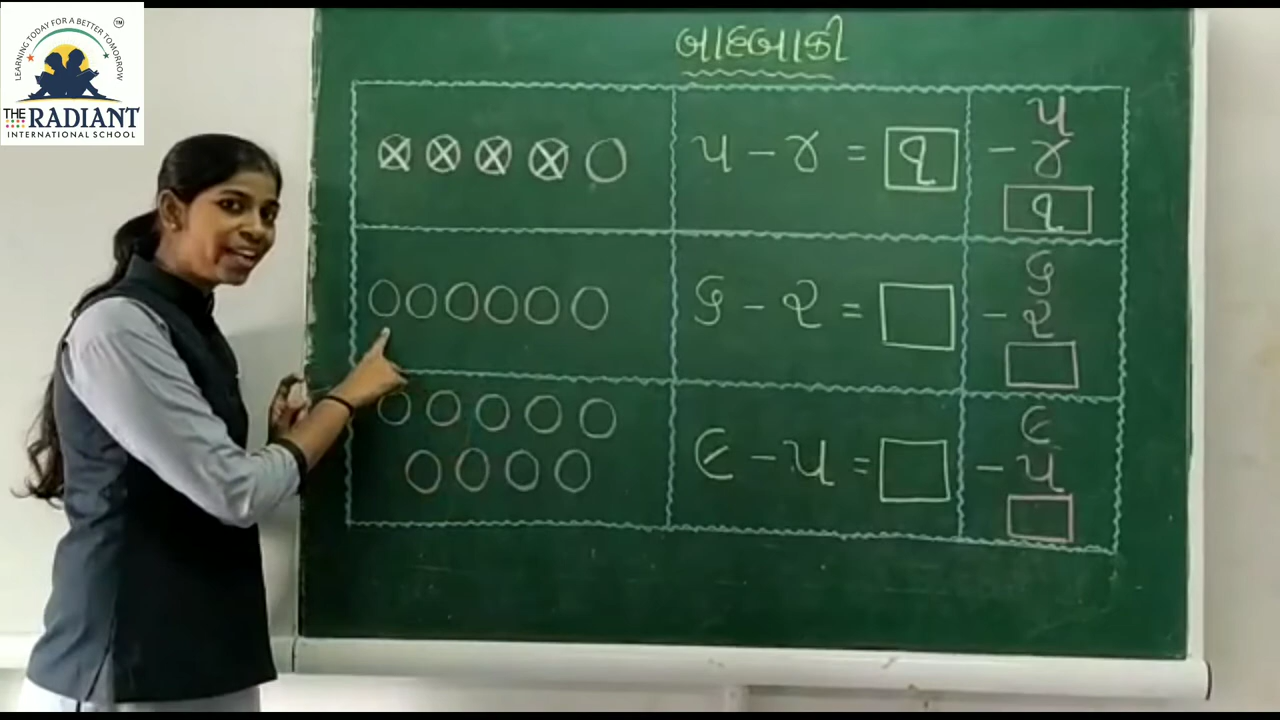 LEARNING TODAY FOR A BETTER TOMORROW
TM
THE RADIANT
INTERNATIONAL SCHOOL
બાદબાકી
૫ - ૪ = ૧
૫
- ૪
૧
૬ - ૨ =
૬
- ૨
૯ - ૫ =
૯
- ૫